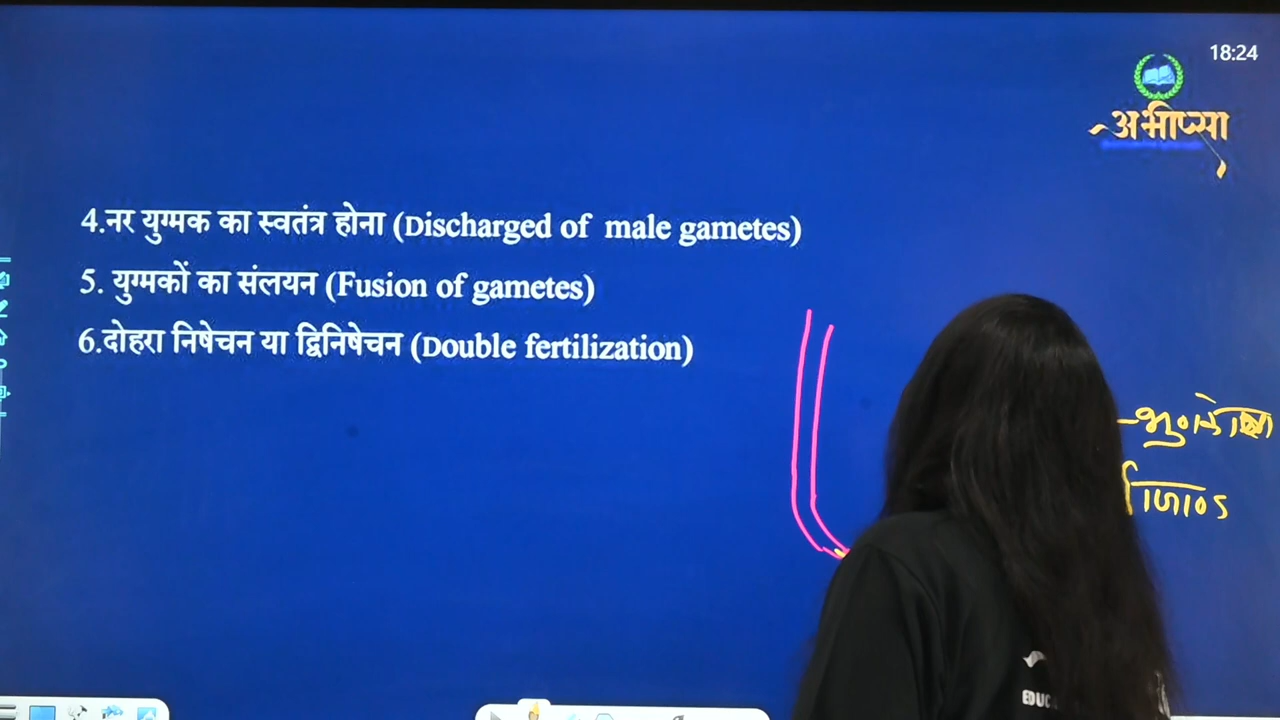 18:24
अभीप्सा
4.नर युग्मक का स्वतंत्र होना (Discharged of male gametes)
5. युग्मकों का संलयन (Fusion of gametes)
6.दोहरा निषेचन या द्विनिषेचन (Double fertilization)